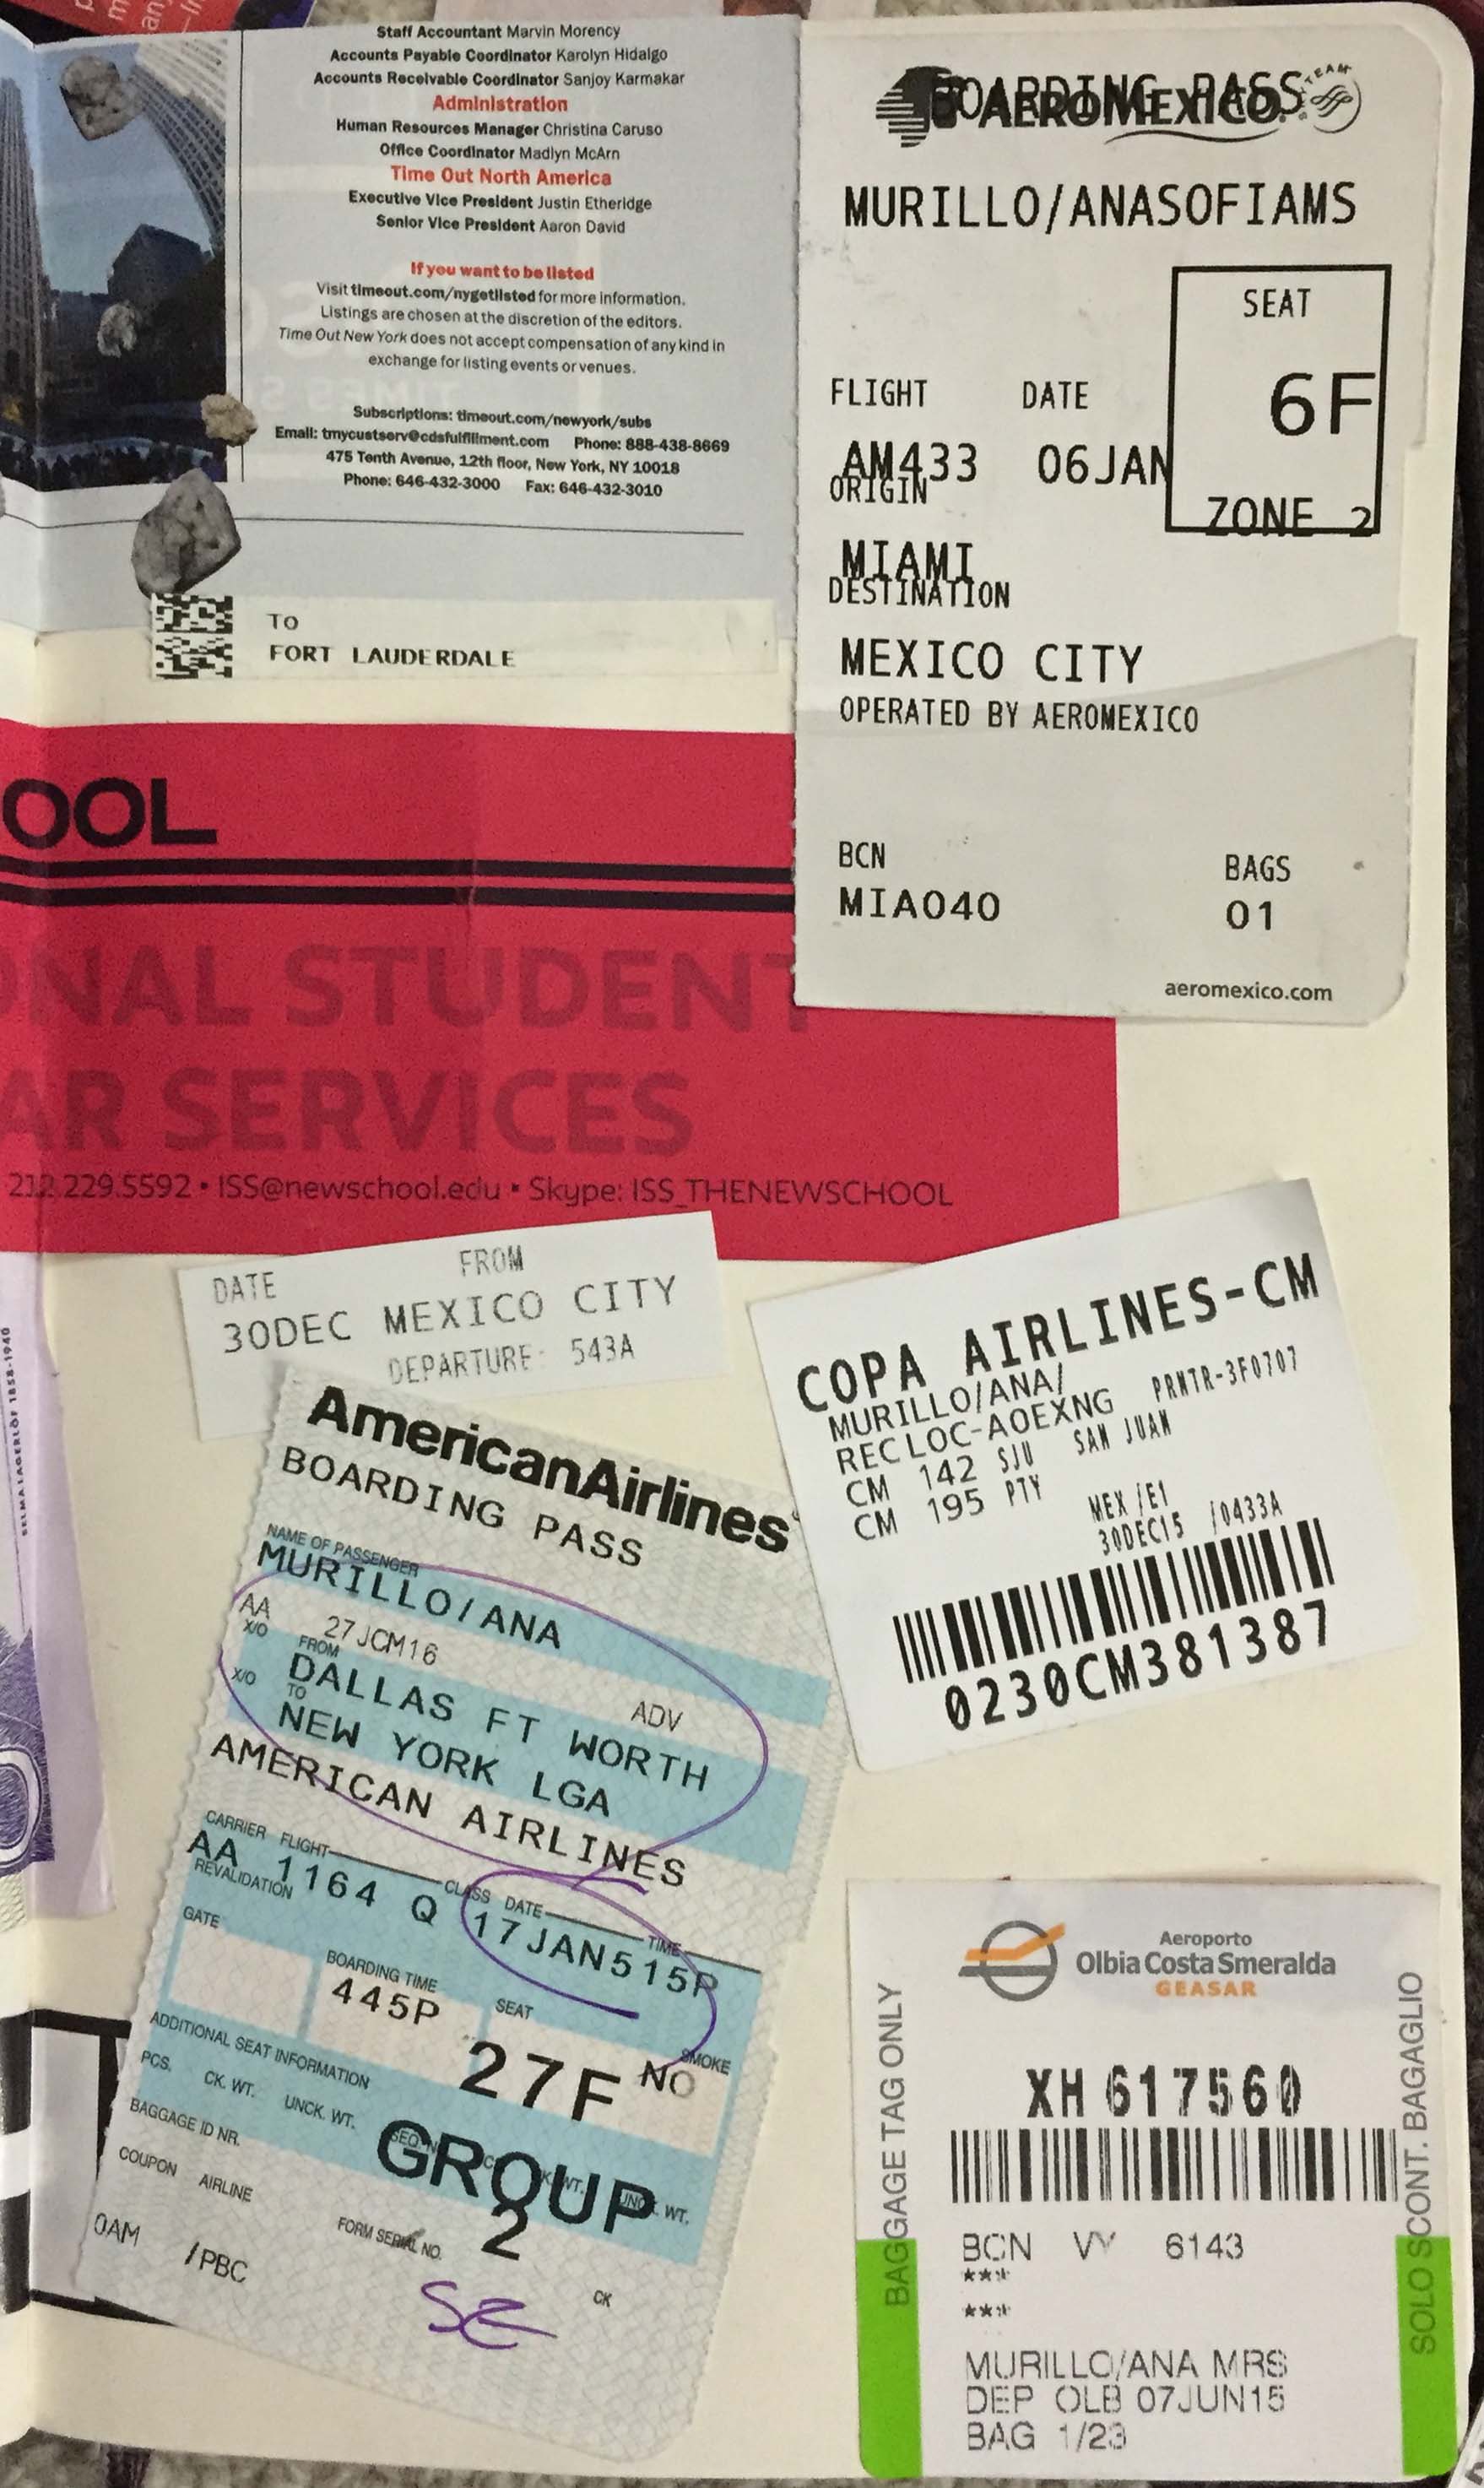 Staff Accountant Marvin Morency
Accounts Payable Coordinator Karolyn Hidalgo
Accounts Receivable Coordinator Sanjoy Karmakar
Administration
Human Resources Manager Christina Caruso
Office Coordinator Madlyn McArn
Time Out North America
Executive Vice President Justin Etheridge
Senior Vice President Aaron David
If you want to be listed
Visit timeout.com/nygetlisted for more information.
Listings are chosen at the discretion of the editors.
Time Out New York does not accept compensation of any kind in
exchange for listing events or venues.
Subscriptions: timeout.com/newyork/subs
Email: tmycustserv@cdsfulfillment.com Phone: 888-438-8669
475 Tenth Avenue, 12th floor, New York, NY 10018
Phone: 646-432-3000 Fax: 646-432-3010
TO
FORT LAUDERDALE
BOARDING PASS
AEROMEXICO.
TEAM
MURILLO/ANASOFIAMS
SEAT
6F
ZONE 2
FLIGHT DATE
AM433 06JAN
ORIGIN
MIAMI
DESTINATION
MEXICO CITY
OPERATED BY AEROMEXICO
BCN BAGS
MIA040 01
aeromexico.com
OOL
ONAL STUDENT
AR SERVICES
212.229.5592 • ISS@newschool.edu • Skype: ISS_THENEWSCHOOL
SELMA LAGERLÖF 1858-1940
DATE FROM
30DEC MEXICO CITY
DEPARTURE: 543A
COPA AIRLINES-CM
MURILLO/ANA/
REC LOC-AOEXNG PRNTR-3F0707
CM 142 SJU SAN JUAN
CM 195 PTY
MEX /E1
30DEC15 /0433A
0230CM381387
AmericanAirlines
BOARDING PASS
NAME OF PASSENGER
MURILLO/ANA
AA 27JCM16
X/O FROM
DALLAS FT WORTH ADV
X/O TO
NEW YORK LGA
AMERICAN AIRLINES
CARRIER FLIGHT CLASS DATE TIME
AA 1164 Q 17JAN515P
REVALIDATION
GATE BOARDING TIME SEAT SMOKE
445P 27F NO
ADDITIONAL SEAT INFORMATION
PCS. CK. WT. UNCK. WT.
BAGGAGE ID NR.
GROUP
2
COUPON AIRLINE
FORM SERIAL NO. CK
0AM /PBC
SE
Aeroporto
Olbia Costa Smeralda
GEASAR
BAGGAGE TAG ONLY
SOLO SCONT. BAGAGLIO
XH 617560
BCN VY 6143
***
***
MURILLO/ANA MRS
DEP OLB 07JUN15
BAG 1/23